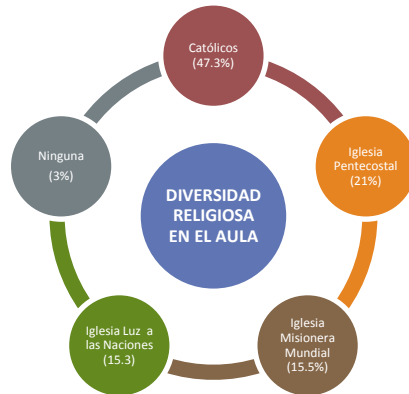 Católicos
(47.3%)
Iglesia
Pentecostal
(21%)
Ninguna
(3%)
DIVERSIDAD
RELIGIOSA
EN EL AULA
Iglesia Luz a
las Naciones
(15.3)
Iglesia
Misionera
Mundial
(15.5%)